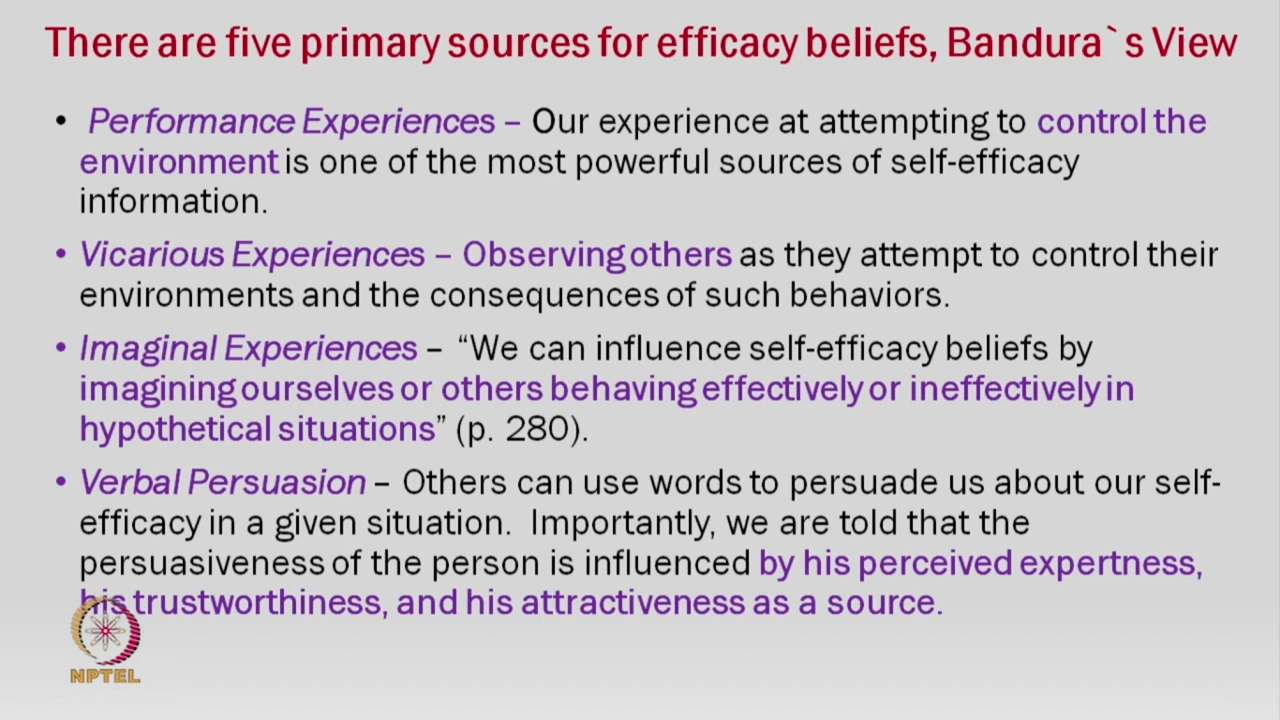 There are five primary sources for efficacy beliefs, Bandura`s View
• Performance Experiences – Our experience at attempting to control the
environment is one of the most powerful sources of self-efficacy
information.
• Vicarious Experiences – Observing others as they attempt to control their
environments and the consequences of such behaviors.
• Imaginal Experiences – “We can influence self-efficacy beliefs by
imagining ourselves or others behaving effectively or ineffectively in
hypothetical situations” (p. 280).
• Verbal Persuasion – Others can use words to persuade us about our self-
efficacy in a given situation. Importantly, we are told that the
persuasiveness of the person is influenced by his perceived expertness,
his trustworthiness, and his attractiveness as a source.
NPTEL